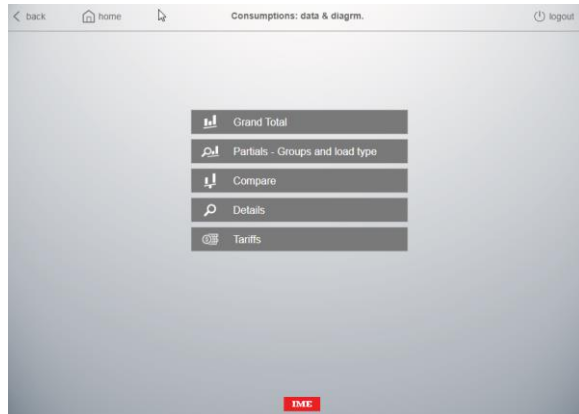 back
home
Consumptions: data & diagrm.
logout
Grand Total
Partials - Groups and load type
Compare
Details
Tariffs
IME